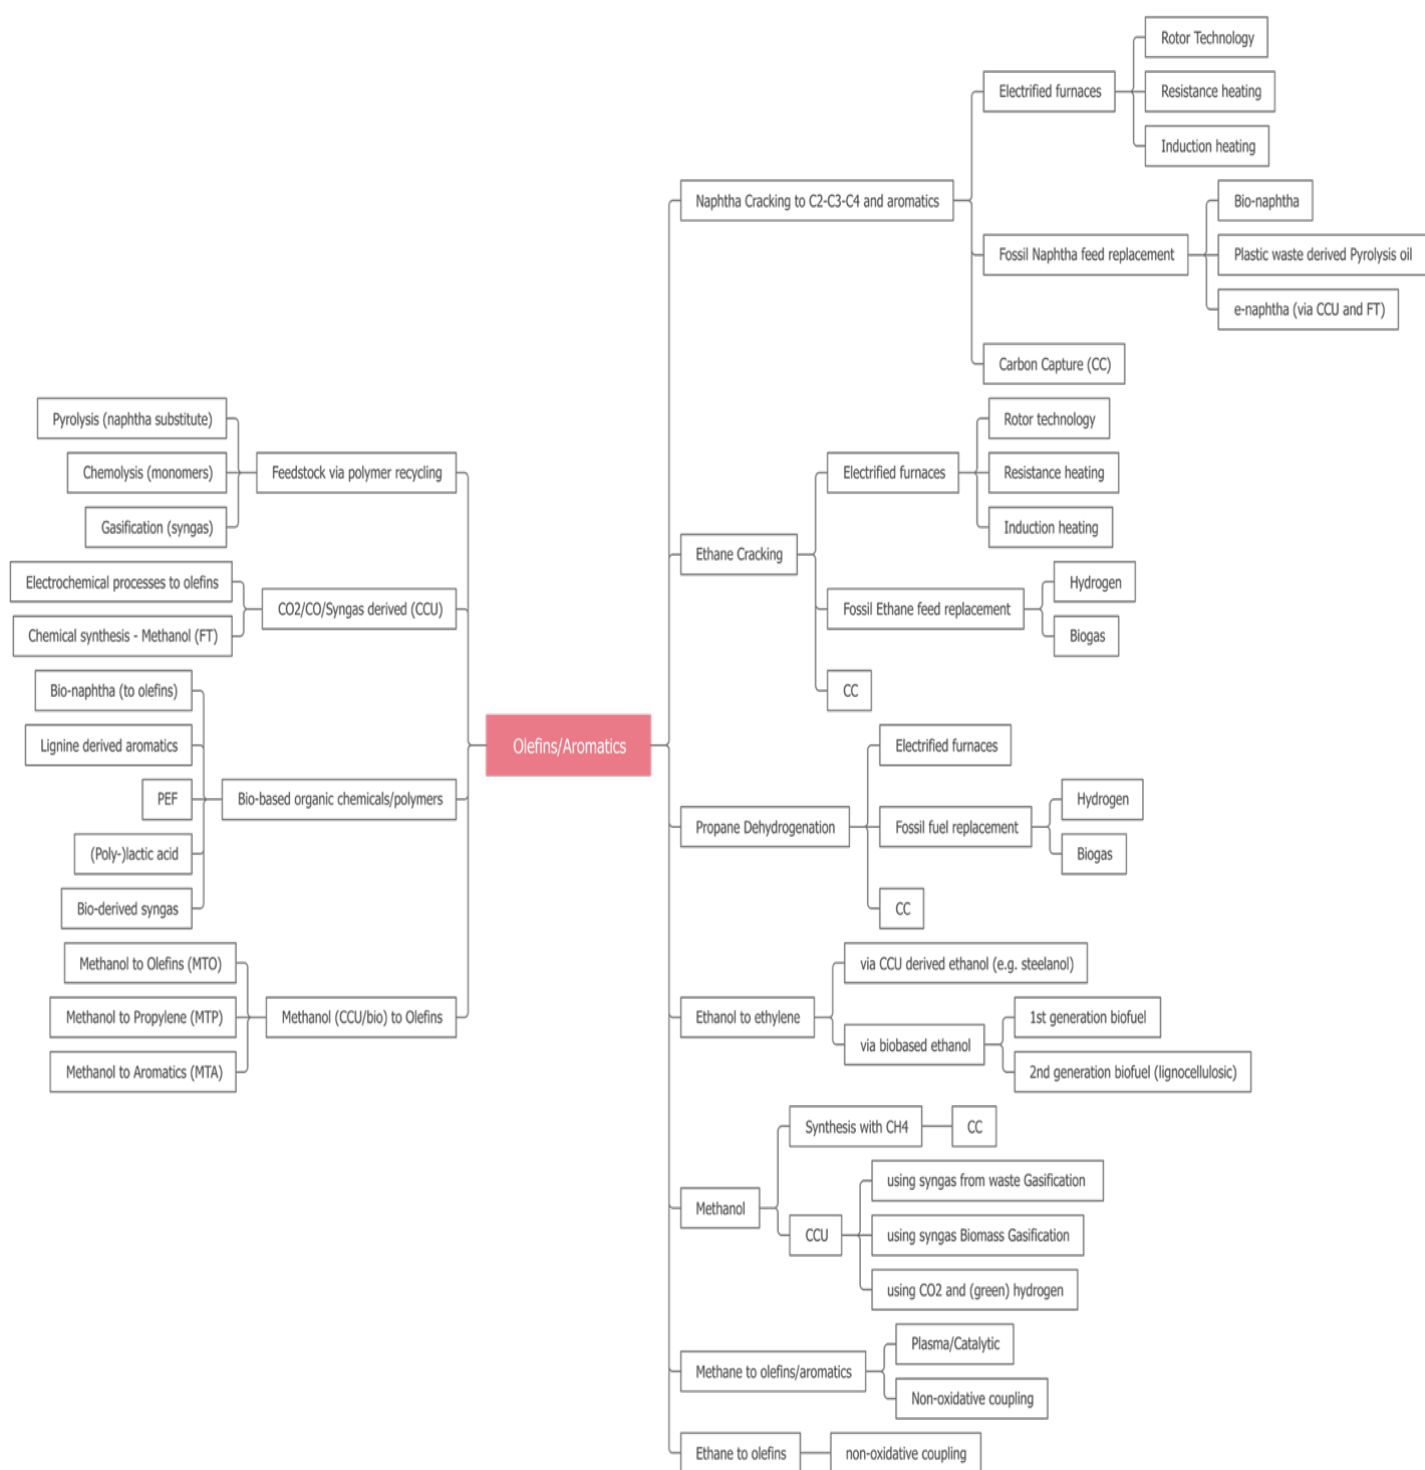 Olefins/Aromatics
Feedstock via polymer recycling
Pyrolysis (naphtha substitute)
Chemolysis (monomers)
Gasification (syngas)
CO2/CO/Syngas derived (CCU)
Electrochemical processes to olefins
Chemical synthesis - Methanol (FT)
Bio-based organic chemicals/polymers
Bio-naphtha (to olefins)
Lignine derived aromatics
PEF
(Poly-)lactic acid
Bio-derived syngas
Methanol (CCU/bio) to Olefins
Methanol to Olefins (MTO)
Methanol to Propylene (MTP)
Methanol to Aromatics (MTA)
Naphtha Cracking to C2-C3-C4 and aromatics
Electrified furnaces
Rotor Technology
Resistance heating
Induction heating
Fossil Naphtha feed replacement
Bio-naphtha
Plastic waste derived Pyrolysis oil
e-naphtha (via CCU and FT)
Carbon Capture (CC)
Ethane Cracking
Electrified furnaces
Rotor technology
Resistance heating
Induction heating
Fossil Ethane feed replacement
Hydrogen
Biogas
CC
Propane Dehydrogenation
Electrified furnaces
Fossil fuel replacement
Hydrogen
Biogas
CC
Ethanol to ethylene
via CCU derived ethanol (e.g. steelanol)
via biobased ethanol
1st generation biofuel
2nd generation biofuel (lignocellulosic)
Methanol
Synthesis with CH4
CC
CCU
using syngas from waste Gasification
using syngas Biomass Gasification
using CO2 and (green) hydrogen
Methane to olefins/aromatics
Plasma/Catalytic
Non-oxidative coupling
Ethane to olefins
non-oxidative coupling